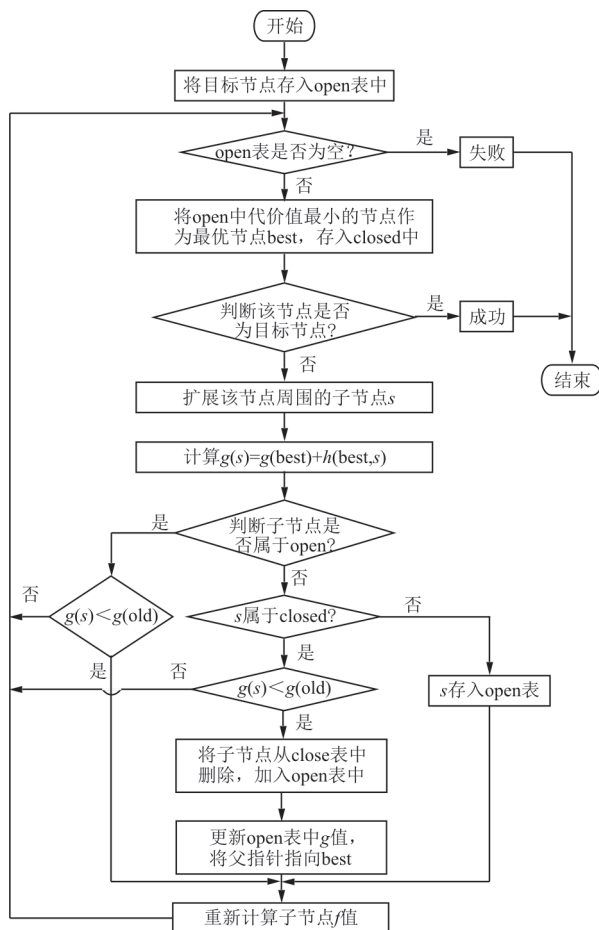 开始
将目标节点存入open表中
open表是否为空?
是
失败
否
将open中代价值最小的节点作
为最优节点best，存入closed中
判断该节点是否
为目标节点?
是
成功
结束
否
扩展该节点周围的子节点s
计算g(s)=g(best)+h(best,s)
是
判断子节点是
否属于open?
否
否
g(s)＜g(old)
s属于closed?
否
是
是
否
g(s)＜g(old)
s存入open表
是
将子节点从close表中
删除，加入open表中
更新open表中g值，
将父指针指向best
重新计算子节点f值